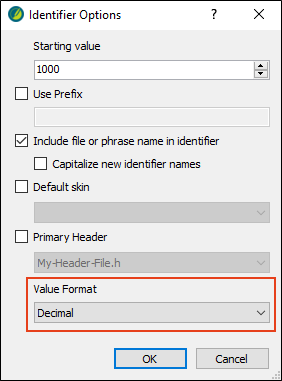 Identifier Options
Starting value
1000
Use Prefix
Include file or phrase name in identifier
Capitalize new identifier names
Default skin
Primary Header
My-Header-File.h
Value Format
Decimal
OK
Cancel